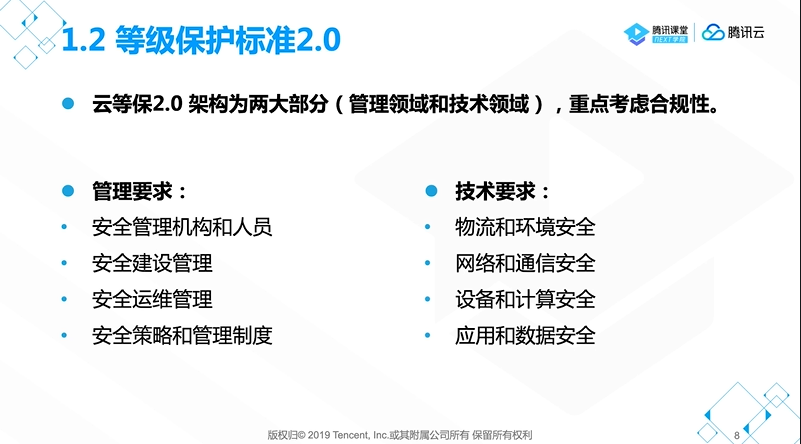 1.2 等级保护标准2.0
腾讯课堂
NEXT学院
腾讯云
云等保2.0 架构为两大部分（管理领域和技术领域），重点考虑合规性。
管理要求：
安全管理机构和人员
安全建设管理
安全运维管理
安全策略和管理制度
技术要求：
物流和环境安全
网络和通信安全
设备和计算安全
应用和数据安全
版权归© 2019 Tencent, Inc.或其附属公司所有 保留所有权利
8